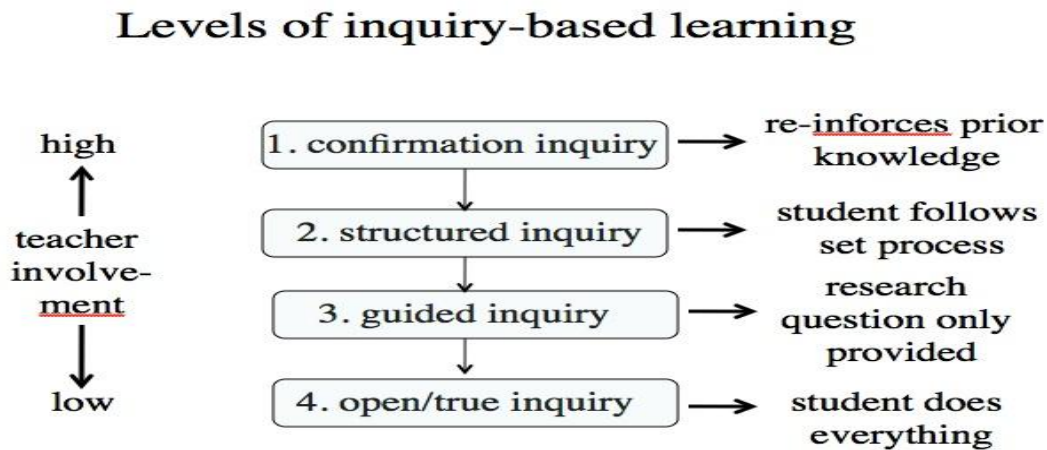 Levels of inquiry-based learning
high
teacher
involve-
ment
low
1. confirmation inquiry
re-inforces prior
knowledge
2. structured inquiry
student follows
set process
3. guided inquiry
research
question only
provided
4. open/true inquiry
student does
everything